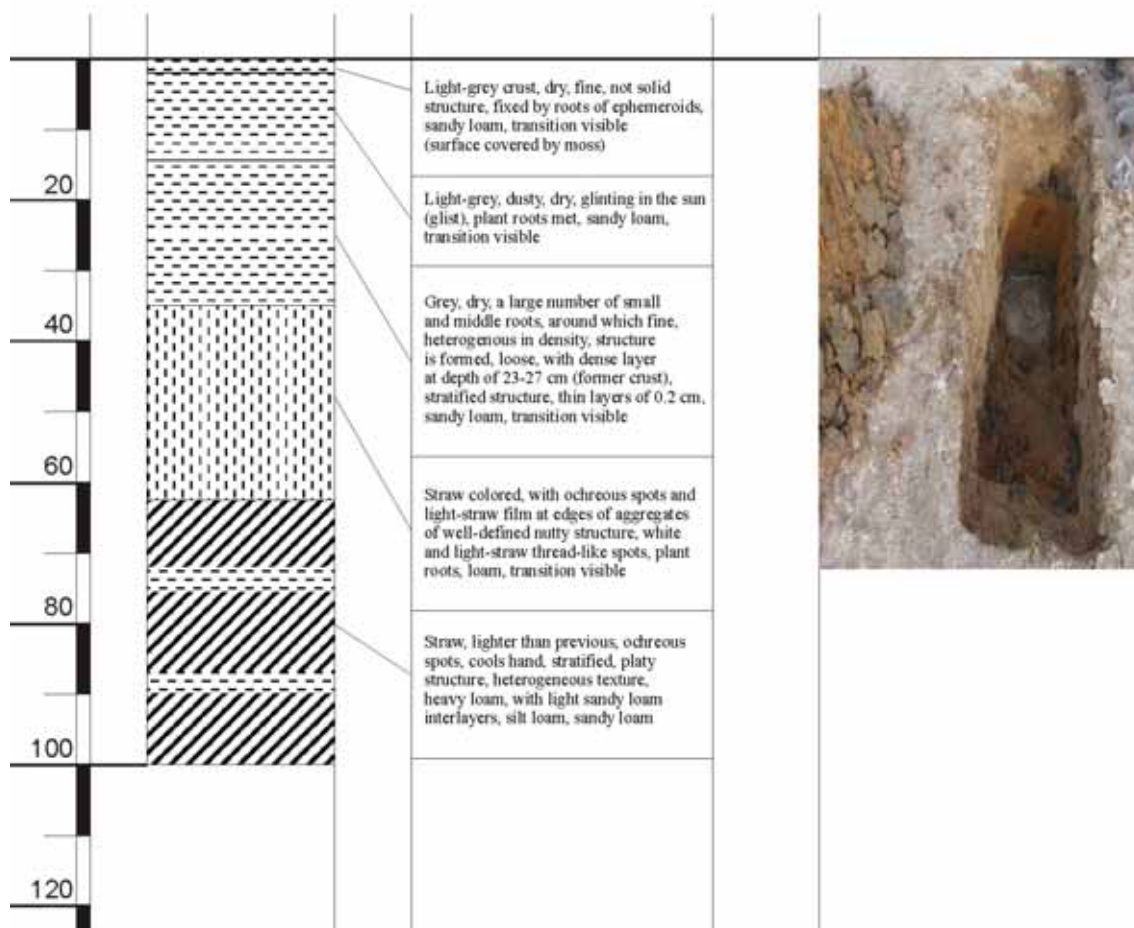 Light-grey crust, dry, fine, not solid
structure, fixed by roots of ephemeroids,
sandy loam, transition visible
(surface covered by moss)
20
Light-grey, dusty, dry, glinting in the sun
(glist), plant roots met, sandy loam,
transition visible
Grey, dry, a large number of small
and middle roots, around which fine,
heterogenous in density, structure
is formed, loose, with dense layer
at depth of 23-27 cm (former crust),
stratified structure, thin layers of 0.2 cm,
sandy loam, transition visible
40
60
Straw colored, with ochreous spots and
light-straw film at edges of aggregates
of well-defined nutty structure, white
and light-straw thread-like spots, plant
roots, loam, transition visible
80
Straw, lighter than previous, ochreous
spots, cools hand, stratified, platy
structure, heterogeneous texture,
heavy loam, with light sandy loam
interlayers, silt loam, sandy loam
100
120